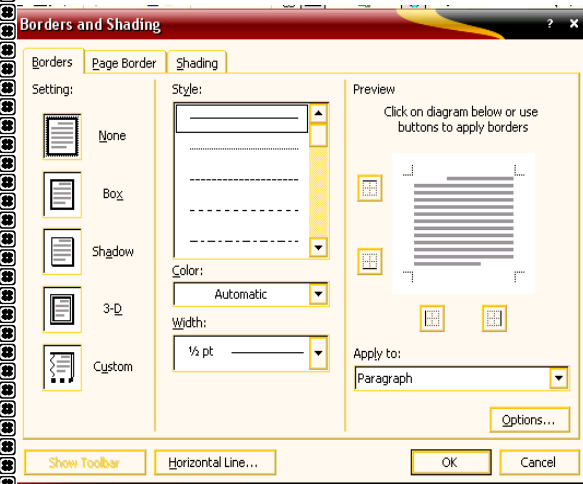 Borders and Shading
Borders Page Border Shading
Setting:
None
Box
Shadow
3-D
Custom
Style:
Color:
Automatic
Width:
½ pt
Preview
Click on diagram below or use
buttons to apply borders
Apply to:
Paragraph
Options...
Show Toolbar Horizontal Line... OK Cancel